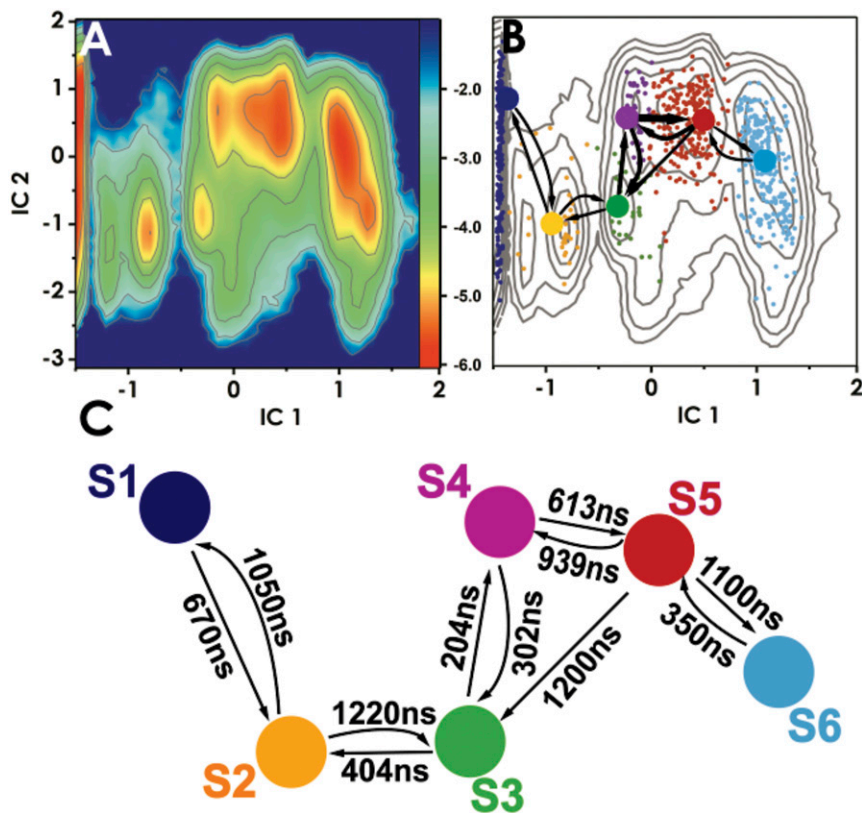 A
B
2
1
0
-1
-2
-3
IC 2
-1
0
1
2
IC 1
-2.0
-3.0
-4.0
-5.0
-6.0
-1
0
1
2
IC 1
C
S1
S4
S5
613ns
939ns
1050ns
670ns
1100ns
350ns
204ns
302ns
1200ns
S6
1220ns
404ns
S2
S3